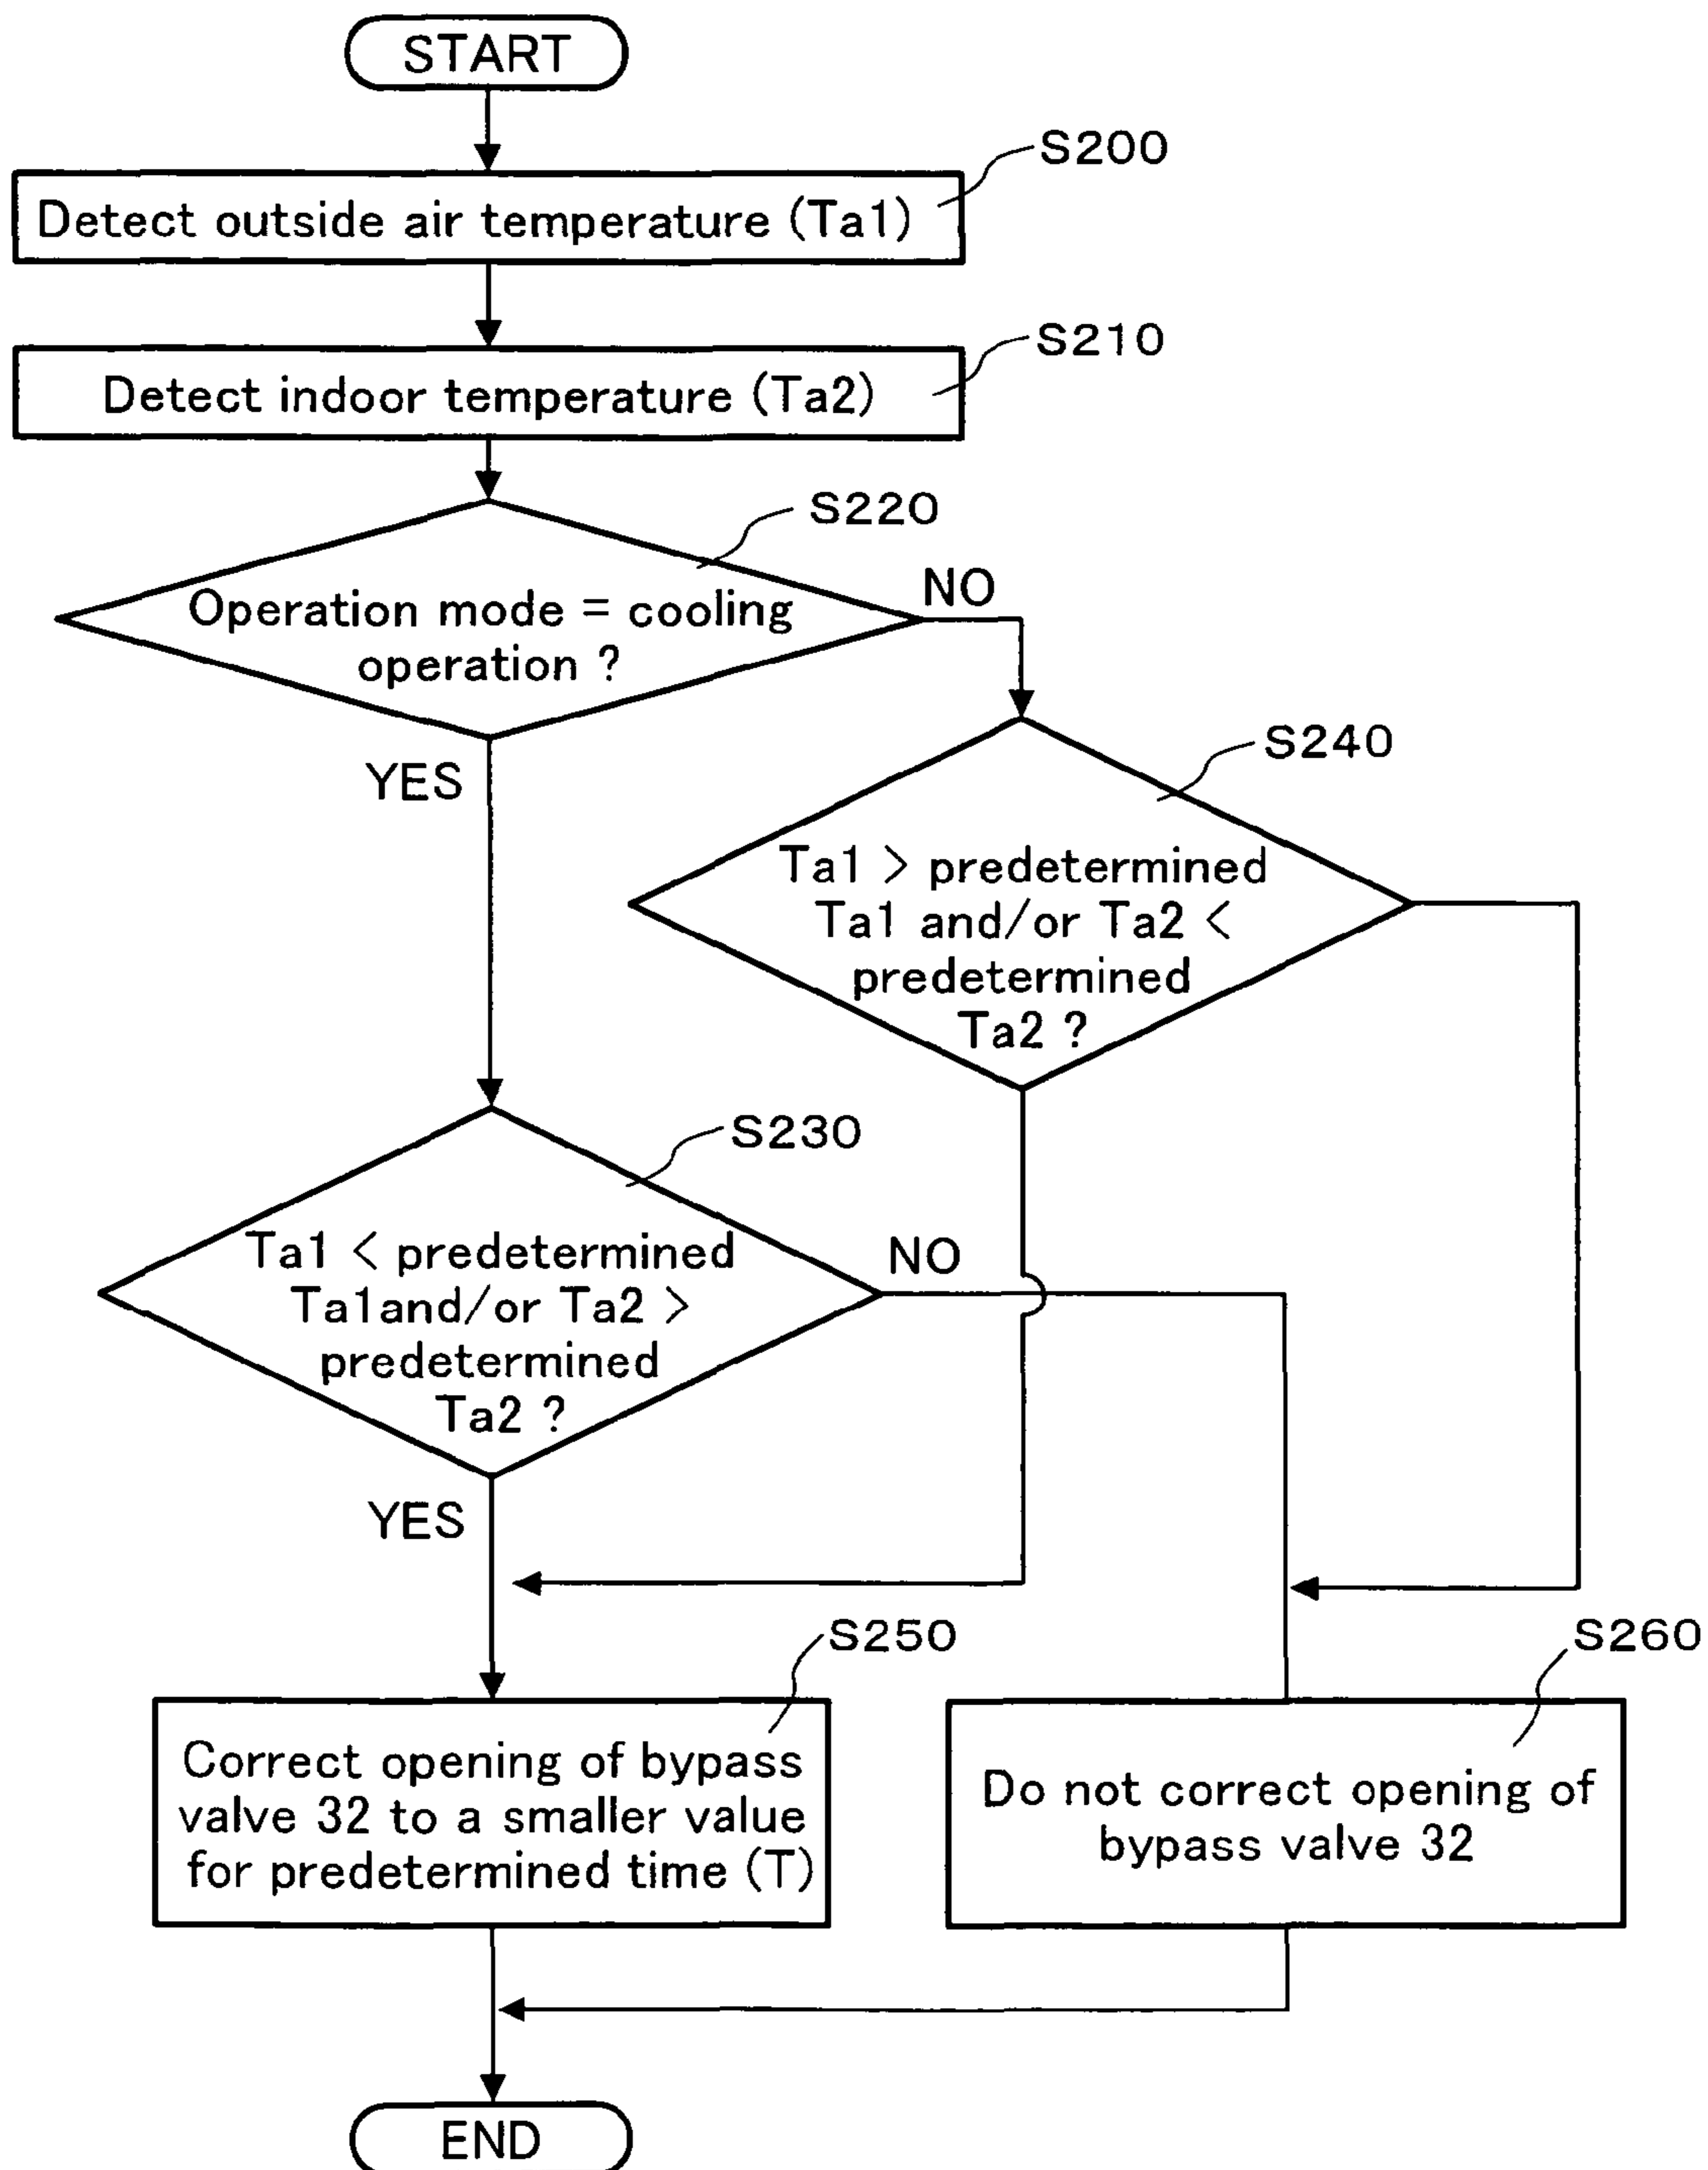 START
S200
Detect outside air temperature (Ta1)
S210
Detect indoor temperature (Ta2)
S220
Operation mode = cooling
operation ?
NO
YES
S240
Ta1 > predetermined
Ta1 and/or Ta2 <
predetermined
Ta2 ?
S230
Ta1 < predetermined
Ta1and/or Ta2 >
predetermined
Ta2 ?
NO
YES
S250
Correct opening of bypass
valve 32 to a smaller value
for predetermined time (T)
S260
Do not correct opening of
bypass valve 32
END